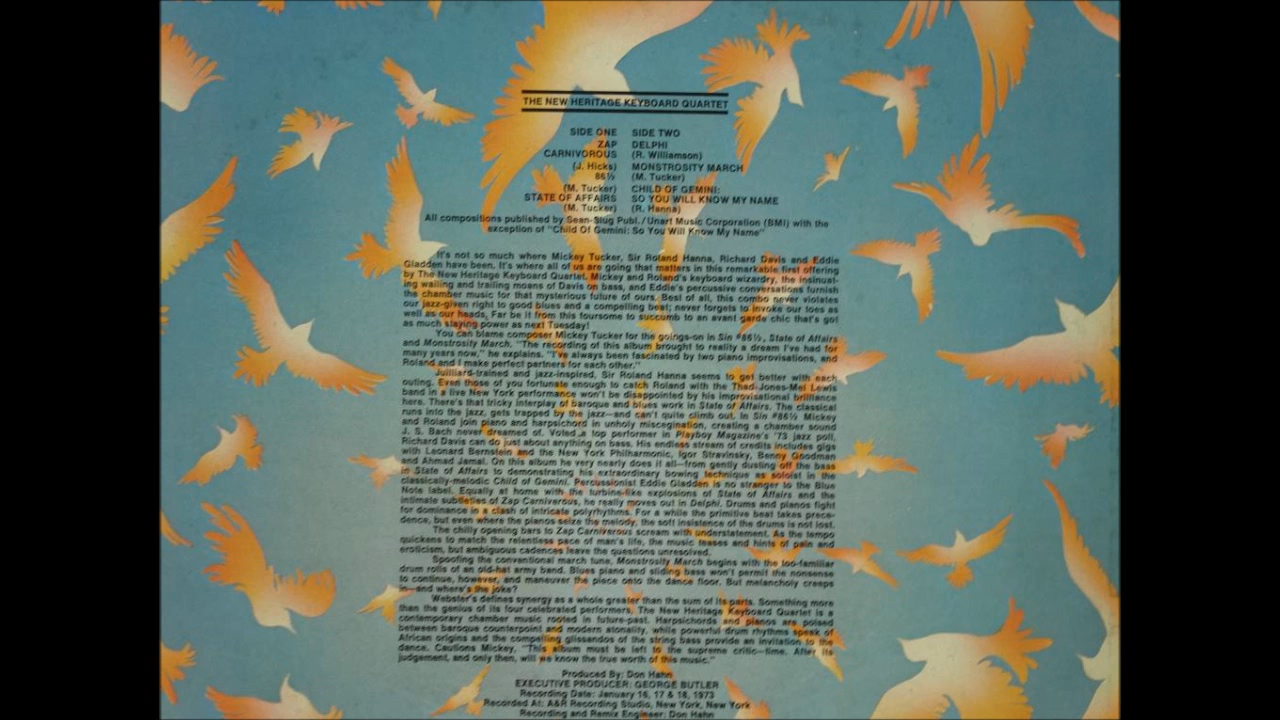 THE NEW HERITAGE KEYBOARD QUARTET
SIDE ONE
ZAP
CARNIVOROUS
(J. Hicks)
86½
(M. Tucker)
STATE OF AFFAIRS
(M. Tucker)
SIDE TWO
DELPHI
(R. Williamson)
MONSTROSITY MARCH
(M. Tucker)
CHILD OF GEMINI:
SO YOU WILL KNOW MY NAME
(R. Hanna)
All compositions published by Sean-Slug Publ./Unart Music Corporation (BMI) with the
exception of "Child Of Gemini: So You Will Know My Name"
It's not so much where Mickey Tucker, Sir Roland Hanna, Richard Davis and Eddie
Gladden have been. It's where all of us are going that matters in this remarkable first offering
by The New Heritage Keyboard Quartet. Mickey and Roland's keyboard wizardry, the insinuat-
ing wailing and trailing moans of Davis on bass, and Eddie's percussive conversations furnish
the chamber music for that mysterious future of ours. Best of all, this combo never violates
our jazz-given right to good blues and a compelling beat; never forgets to invoke our toes as
well as our heads. Far be it from this foursome to succumb to an avant garde chic that's got
as much staying power as next Tuesday!
You can blame composer Mickey Tucker for the goings-on in Sin #86½, State of Affairs
and Monstrosity March. "The recording of this album brought to reality a dream I've had for
many years now," he explains. "I've always been fascinated by two piano improvisations, and
Roland and I make perfect partners for each other."
Juilliard-trained and jazz-inspired, Sir Roland Hanna seems to get better with each
outing. Even those of you fortunate enough to catch Roland with the Thad-Jones-Mel Lewis
band in a live New York performance won't be disappointed by his improvisational brilliance
here. There's that tricky interplay of baroque and blues work in State of Affairs. The classical
runs into the jazz, gets trapped by the jazz—and can't quite climb out. In Sin #86½ Mickey
and Roland join piano and harpsichord in unholy miscegination, creating a chamber sound
J. S. Bach never dreamed of. Voted a top performer in Playboy Magazine's '73 jazz poll,
Richard Davis can do just about anything on bass. His endless stream of credits includes gigs
with Leonard Bernstein and the New York Philharmonic, Igor Stravinsky, Benny Goodman
and Ahmad Jamal. On this album he very nearly does it all—from gently dusting off the bass
in State of Affairs to demonstrating his extraordinary bowing technique as soloist in the
classically-melodic Child of Gemini. Percussionist Eddie Gladden is no stranger to the Blue
Note label. Equally at home with the turbine-like explosions of State of Affairs and the
intimate subtleties of Zap Carniverous, he really moves out in Delphi. Drums and pianos fight
for dominance in a clash of intricate polyrhythms. For a while the primitive beat takes prece-
dence, but even where the pianos seize the melody, the soft insistence of the drums is not lost.
The chilly opening bars to Zap Carniverous scream with understatement. As the tempo
quickens to match the relentless pace of man's life, the music teases and hints of pain and
eroticism, but ambiguous cadences leave the questions unresolved.
Spoofing the conventional march tune, Monstrosity March begins with the too-familiar
drum rolls of an old-hat army band. Blues piano and sliding bass won't permit the nonsense
to continue, however, and maneuver the piece onto the dance floor. But melancholy creeps
in—and where's the joke?
Webster's defines synergy as a whole greater than the sum of its parts. Something more
than the genius of its four celebrated performers, The New Heritage Keyboard Quartet is a
contemporary chamber music rooted in future-past. Harpsichords and pianos are poised
between baroque counterpoint and modern atonality, while powerful drum rhythms speak of
African origins and the compelling glissandos of the string bass provide an invitation to the
dance. Cautions Mickey, "This album must be left to the supreme critic—time. After its
judgement, and only then, will we know the true worth of this music."
Produced By: Don Hahn
EXECUTIVE PRODUCER: GEORGE BUTLER
Recording Date: January 16, 17 & 18, 1973
Recorded At: A&R Recording Studio, New York, New York
Recording and Remix Engineer: Don Hahn